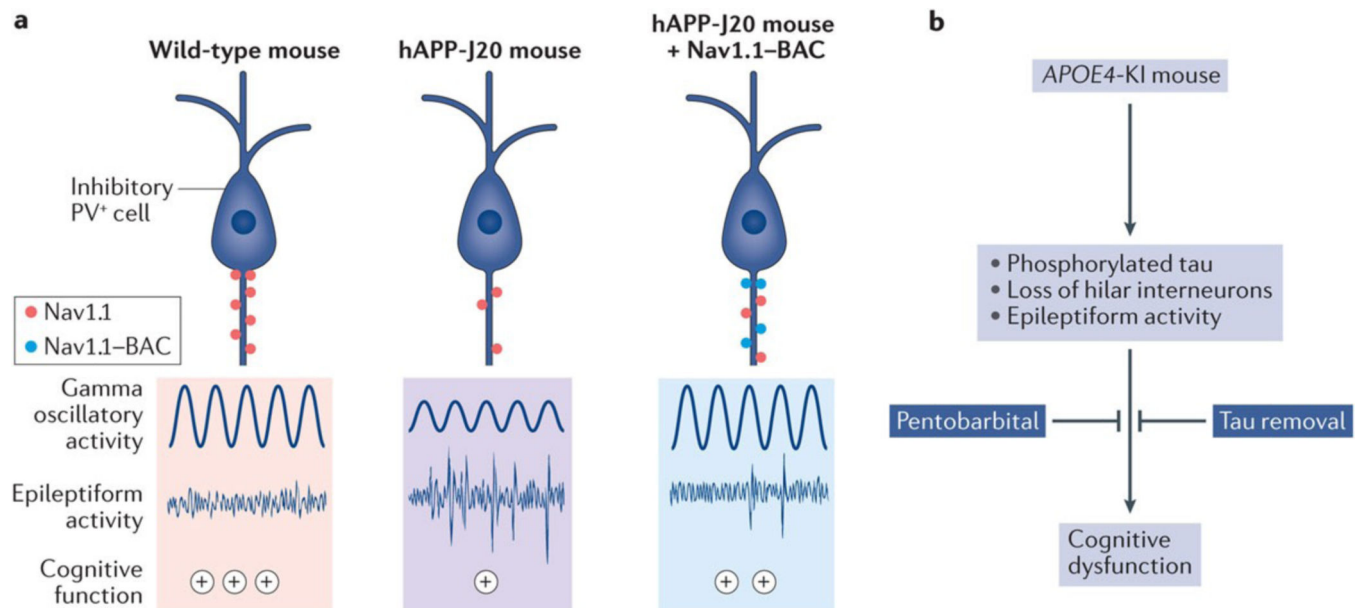 a
Wild-type mouse
hAPP-J20 mouse
hAPP-J20 mouse
+ Nav1.1–BAC
Inhibitory
PV⁺ cell
Nav1.1
Nav1.1–BAC
Gamma
oscillatory
activity
Epileptiform
activity
Cognitive
function
+ + +
+
+ +
b
APOE4-KI mouse
• Phosphorylated tau
• Loss of hilar interneurons
• Epileptiform activity
Pentobarbital
Tau removal
Cognitive
dysfunction